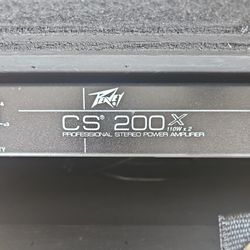 PEAVEY
CS® 200X
110W x 2
PROFESSIONAL STEREO POWER AMPLIFIER